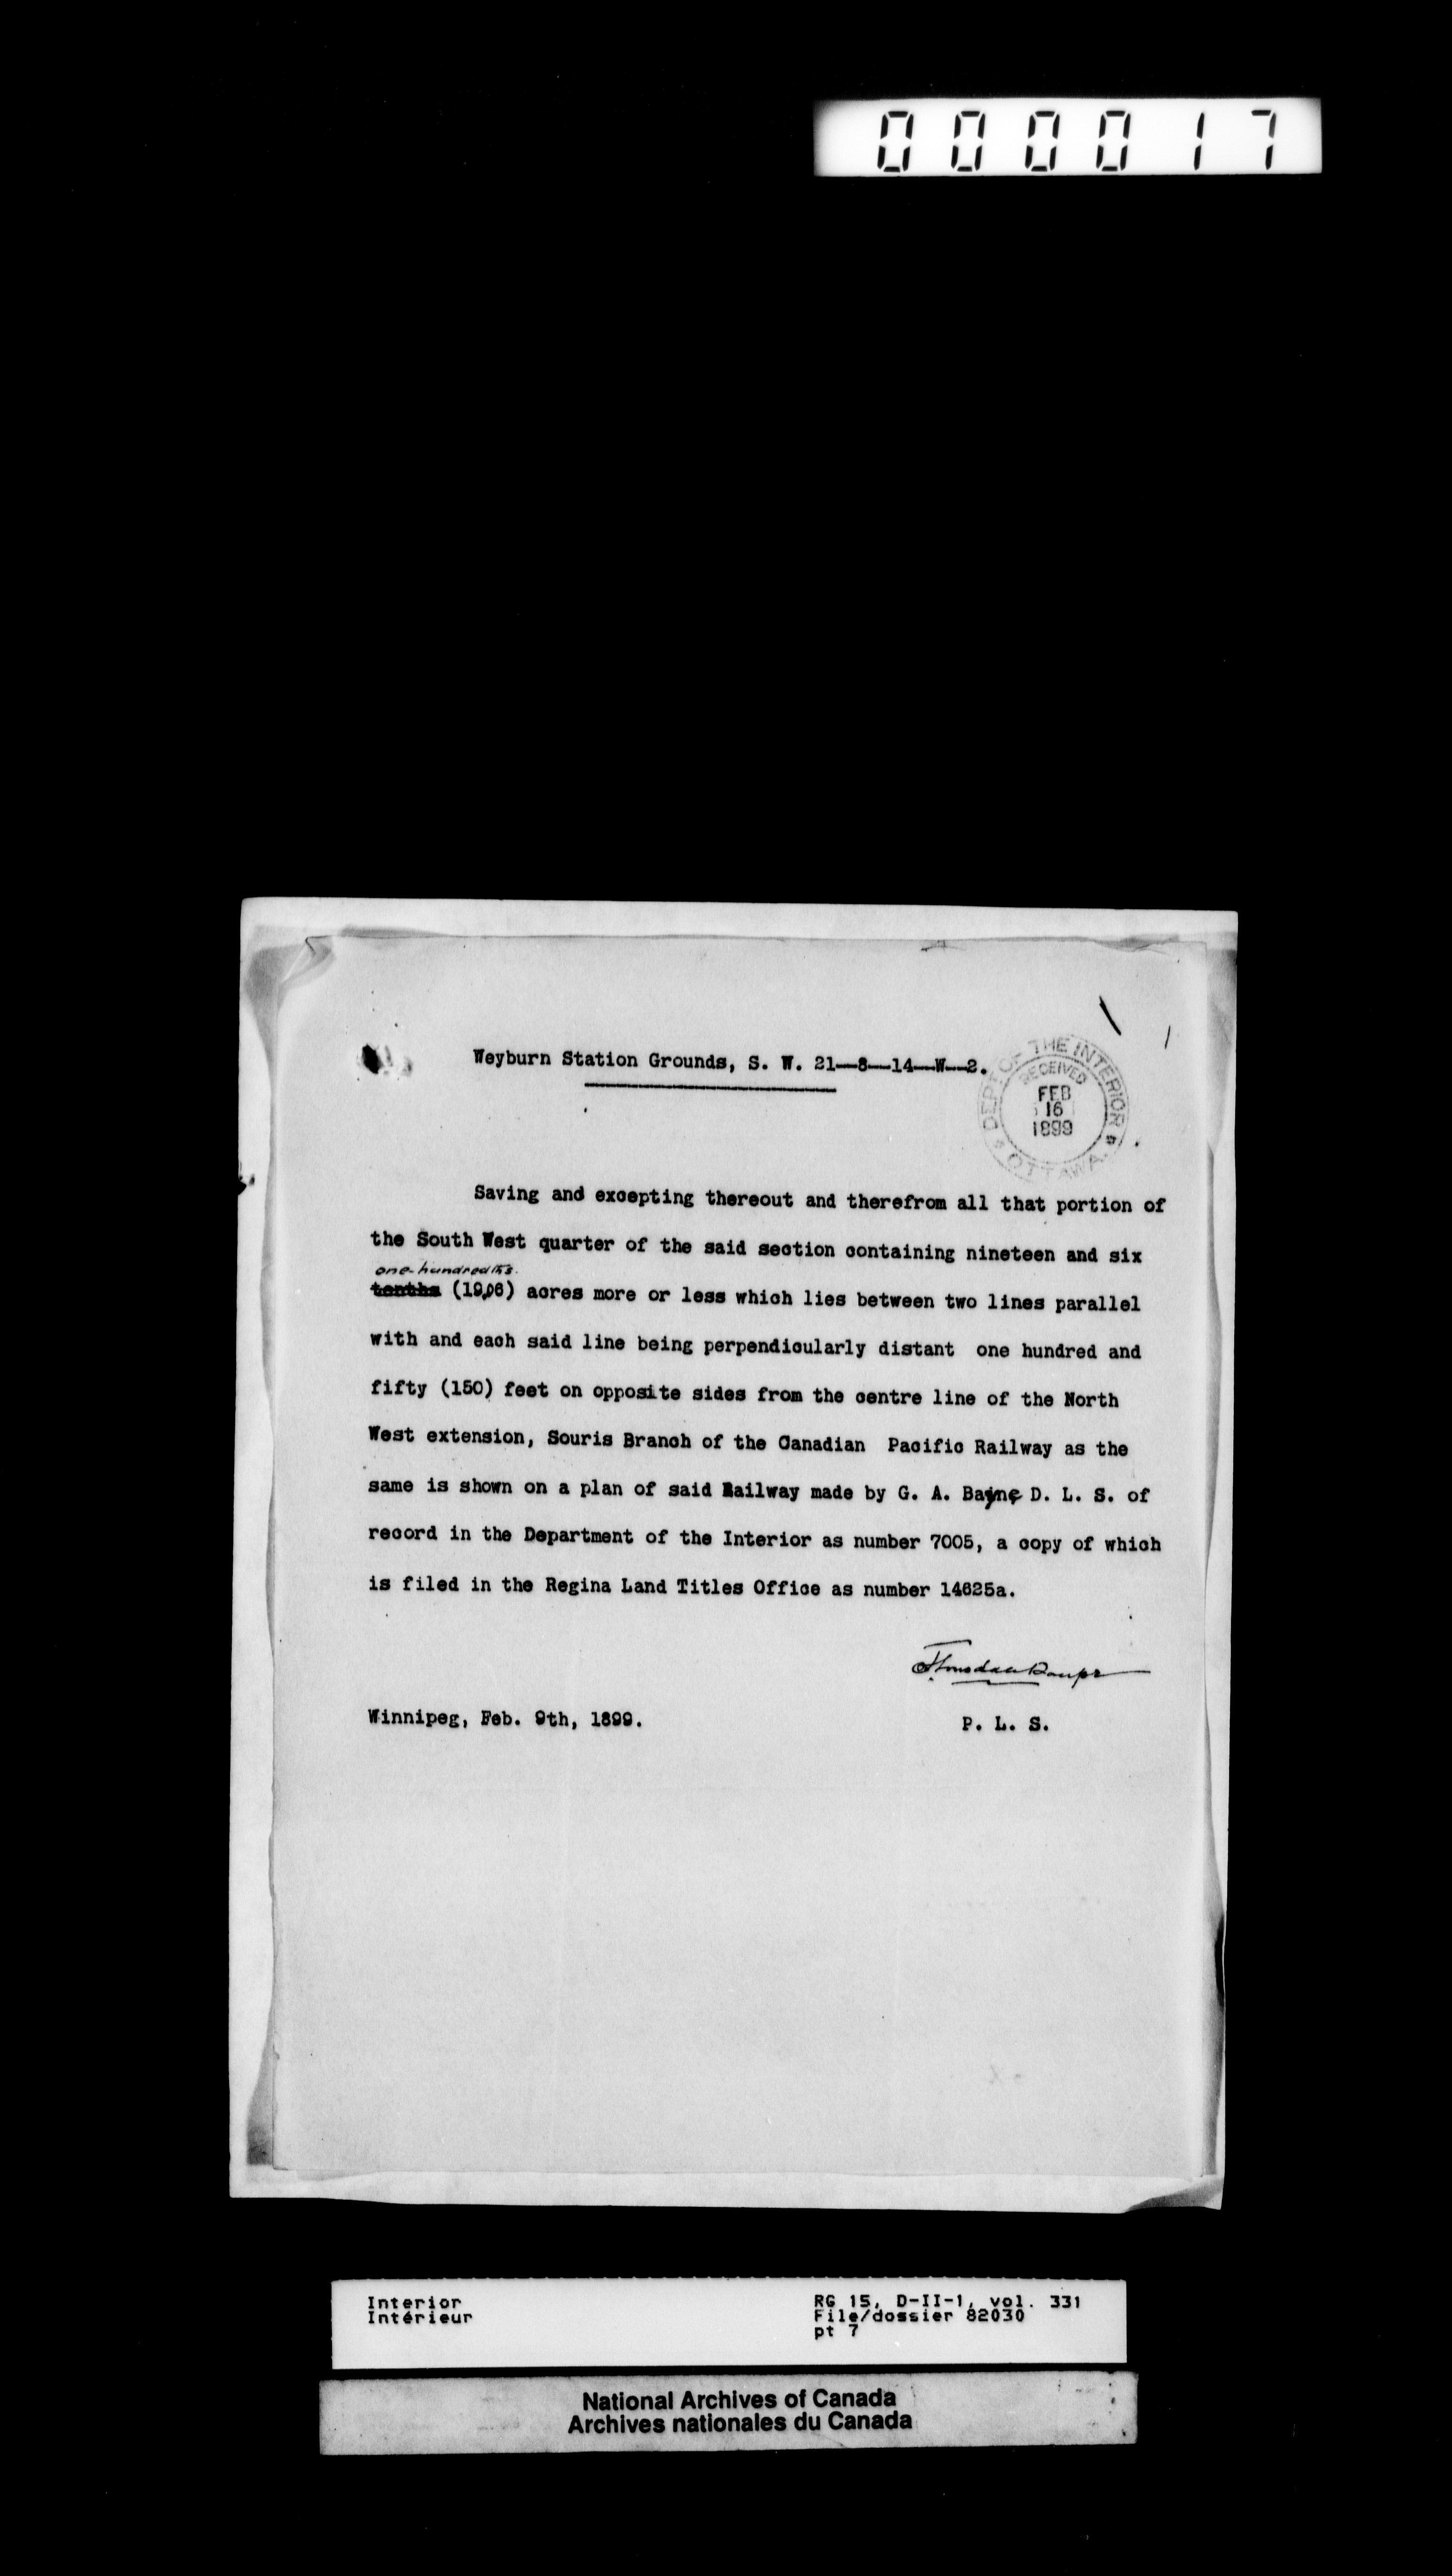 000017
Weyburn Station Grounds, S. W. 21--8--14--W--2.
DEPT. OF THE INTERIOR
RECEIVED
FEB
16
1899
OTTAWA.
Saving and excepting thereout and therefrom all that portion of
the South West quarter of the said section containing nineteen and six
one-hundredths
tenths (19.06) acres more or less which lies between two lines parallel
with and each said line being perpendicularly distant one hundred and
fifty (150) feet on opposite sides from the centre line of the North
West extension, Souris Branch of the Canadian Pacific Railway as the
same is shown on a plan of said Railway made by G. A. Bayne D. L. S. of
record in the Department of the Interior as number 7005, a copy of which
is filed in the Regina Land Titles Office as number 14625a.
Winnipeg, Feb. 9th, 1899.
P. L. S.
Interior
Intérieur
RG 15, D-II-1, vol. 331
File/dossier 82030
pt 7
National Archives of Canada
Archives nationales du Canada